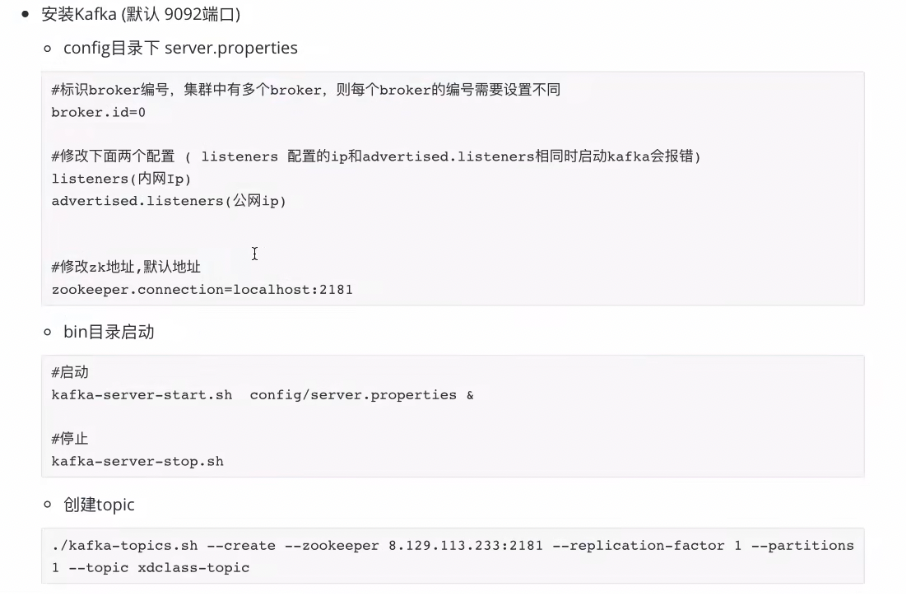 安装Kafka (默认 9092端口)
config目录下 server.properties
#标识broker编号，集群中有多个broker，则每个broker的编号需要设置不同
broker.id=0
#修改下面两个配置 ( listeners 配置的ip和advertised.listeners相同时启动kafka会报错)
listeners(内网Ip)
advertised.listeners(公网ip)
#修改zk地址,默认地址
zookeeper.connection=localhost:2181
bin目录启动
#启动
kafka-server-start.sh  config/server.properties &
#停止
kafka-server-stop.sh
创建topic
./kafka-topics.sh --create --zookeeper 8.129.113.233:2181 --replication-factor 1 --partitions
1 --topic xdclass-topic